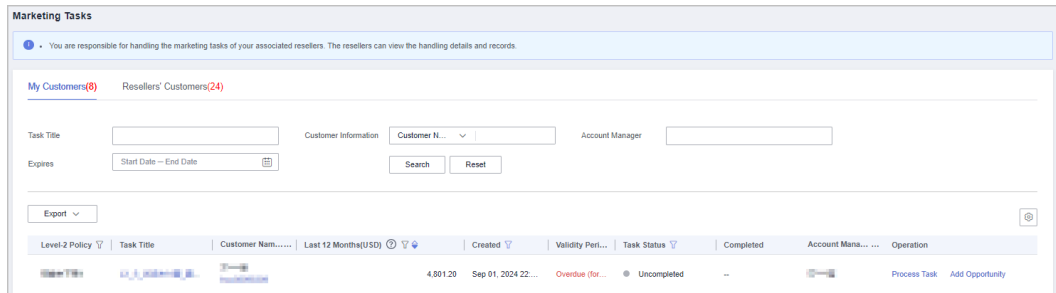 Marketing Tasks
You are responsible for handling the marketing tasks of your associated resellers. The resellers can view the handling details and records.
My Customers(8) Resellers' Customers(24)
Task Title Customer Information Customer N... Account Manager
Expires Start Date – End Date Search Reset
Export
Level-2 Policy Task Title Customer Nam... ... Last 12 Months(USD) Created Validity Peri... Task Status Completed Account Mana... ... Operation
4,801.20 Sep 01, 2024 22:... Overdue (for... Uncompleted -- Process Task Add Opportunity